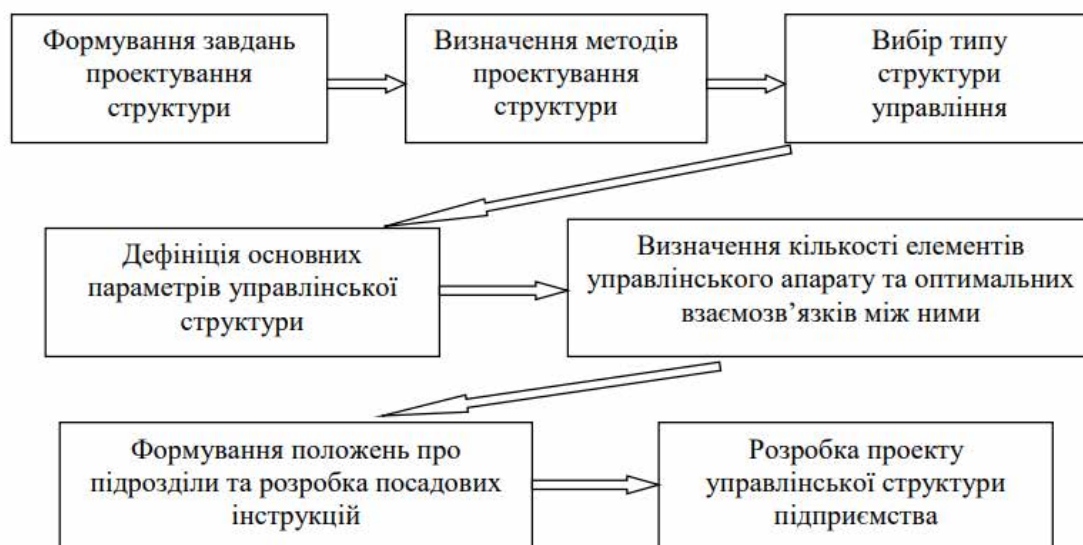 Формування завдань
проектування
структури
Визначення методів
проектування
структури
Вибір типу
структури
управління
Дефініція основних
параметрів управлінської
структури
Визначення кількості елементів
управлінського апарату та оптимальних
взаємозв’язків між ними
Формування положень про
підрозділи та розробка посадових
інструкцій
Розробка проекту
управлінської структури
підприємства